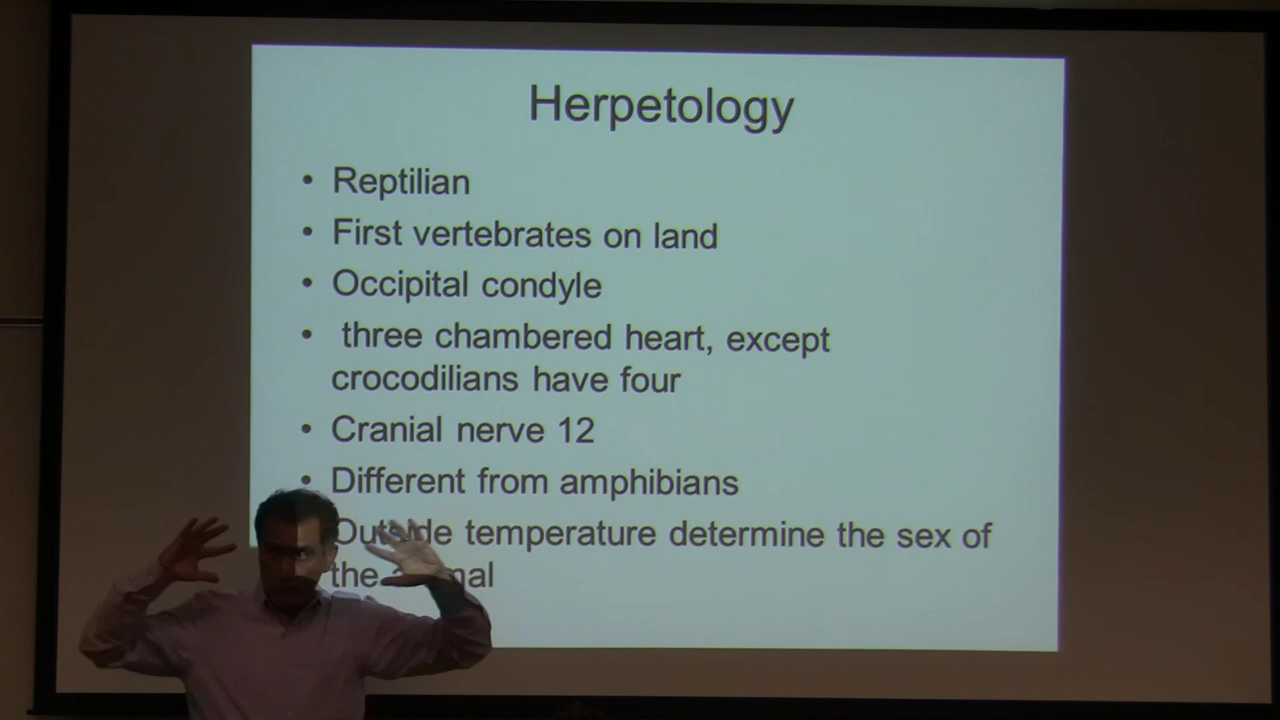 Herpetology
• Reptilian
• First vertebrates on land
• Occipital condyle
• three chambered heart, except
crocodilians have four
• Cranial nerve 12
• Different from amphibians
Outside temperature determine the sex of
the